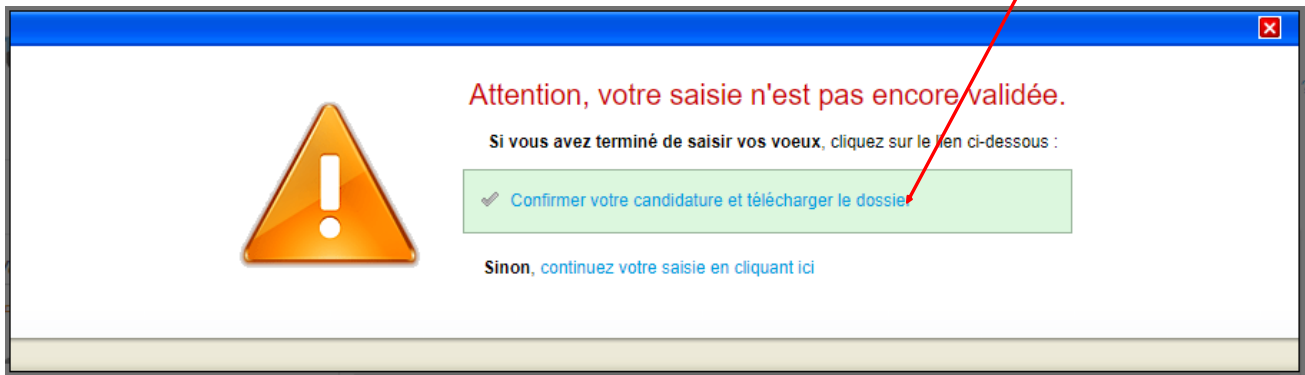 Attention, votre saisie n'est pas encore validée.
Si vous avez terminé de saisir vos voeux, cliquez sur le lien ci-dessous :
Confirmer votre candidature et télécharger le dossier
Sinon, continuez votre saisie en cliquant ici